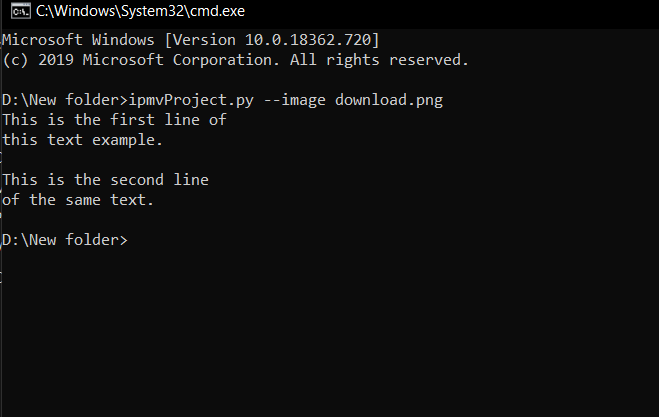 C:\Windows\System32\cmd.exe
Microsoft Windows [Version 10.0.18362.720]
(c) 2019 Microsoft Corporation. All rights reserved.
D:\New folder>ipmvProject.py --image download.png
This is the first line of
this text example.
This is the second line
of the same text.
D:\New folder>